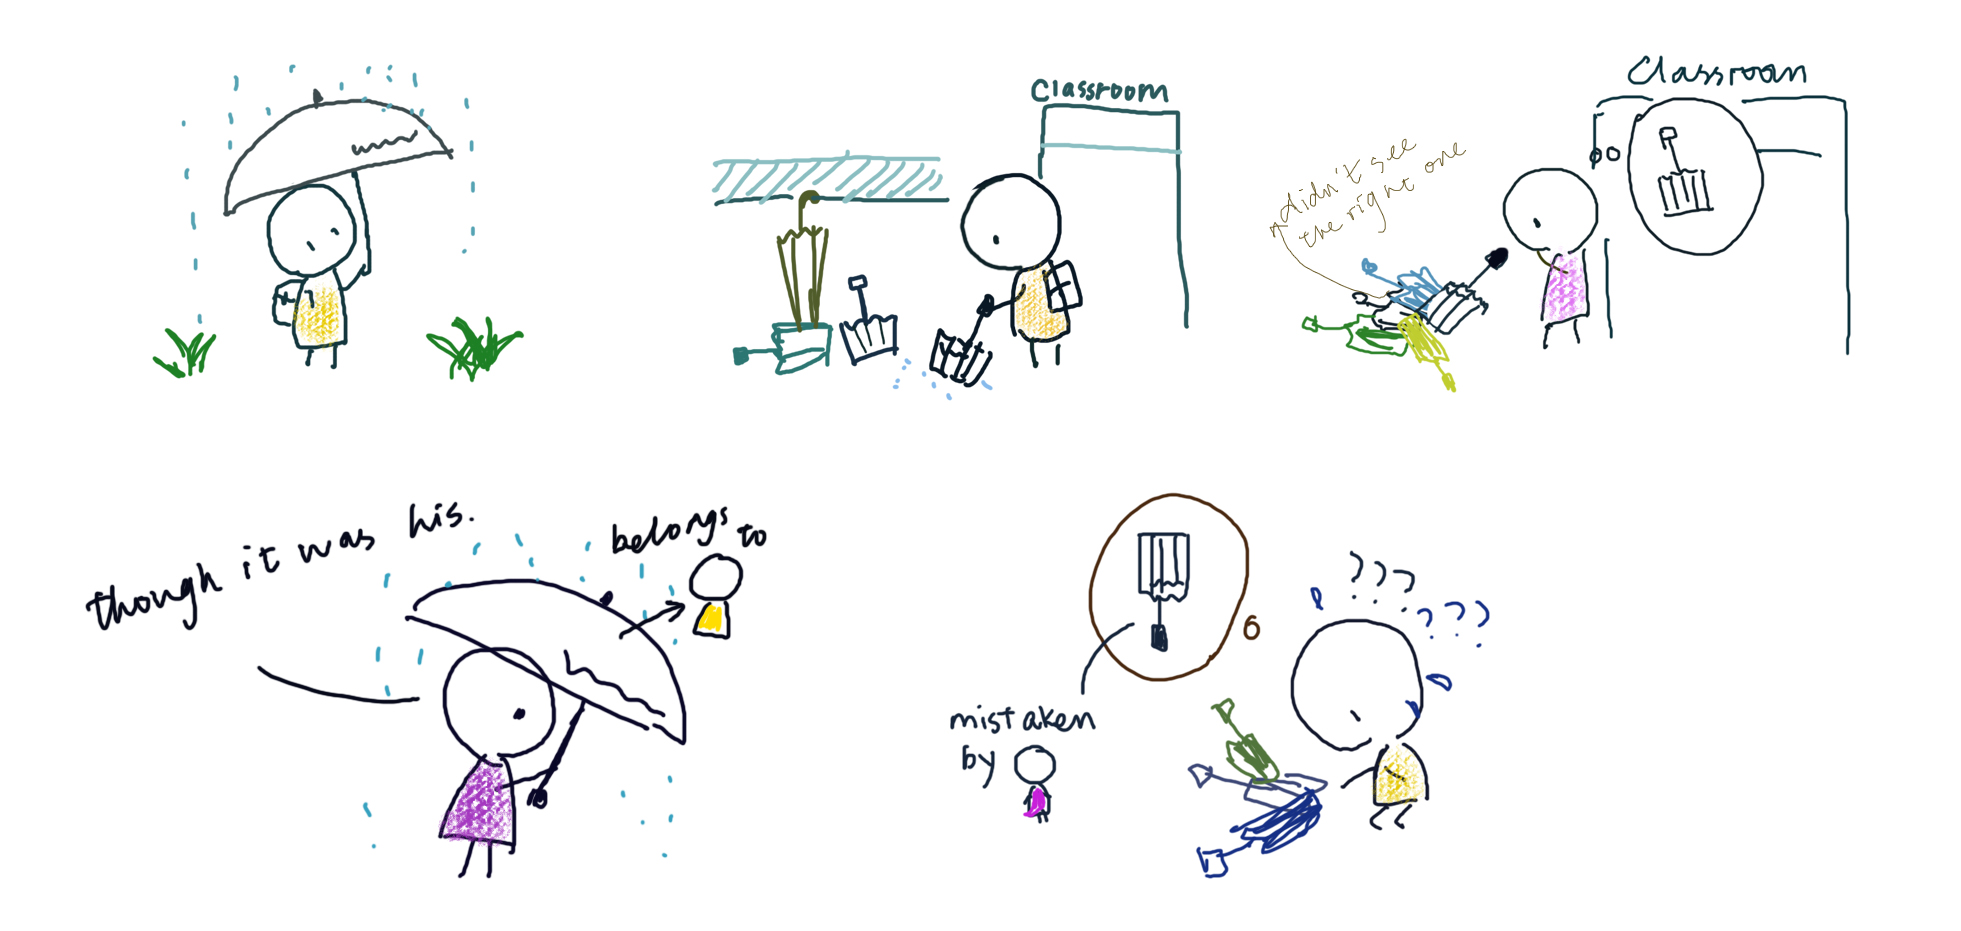 Classroom
Classroom
didn't see
the right one
though it was his.
belongs to
???
???
mistaken
by